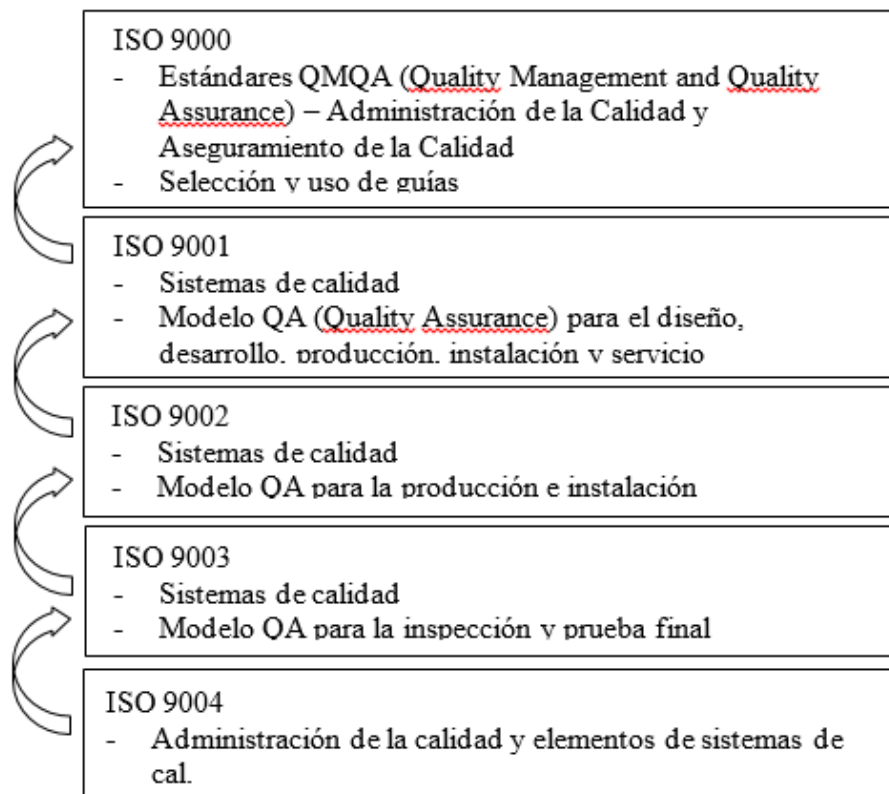 ISO 9000
- Estándares QMQA (Quality Management and Quality
Assurance) – Administración de la Calidad y
Aseguramiento de la Calidad
- Selección y uso de guías
ISO 9001
- Sistemas de calidad
- Modelo QA (Quality Assurance) para el diseño,
desarrollo, producción, instalación y servicio
ISO 9002
- Sistemas de calidad
- Modelo QA para la producción e instalación
ISO 9003
- Sistemas de calidad
- Modelo QA para la inspección y prueba final
ISO 9004
- Administración de la calidad y elementos de sistemas de
cal.